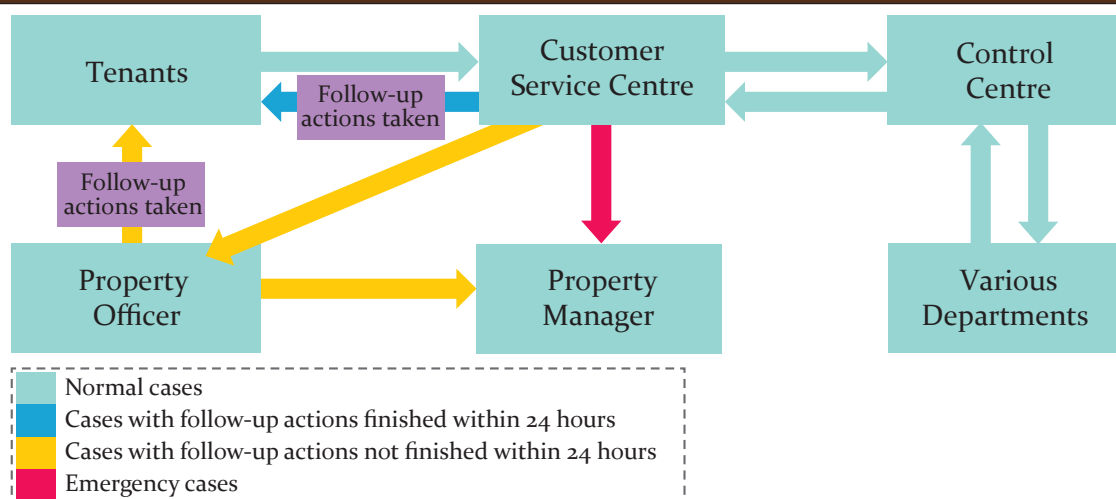 Tenants
Customer
Service Centre
Control
Centre
Follow-up
actions taken
Follow-up
actions taken
Property
Officer
Property
Manager
Various
Departments
Normal cases
Cases with follow-up actions finished within 24 hours
Cases with follow-up actions not finished within 24 hours
Emergency cases